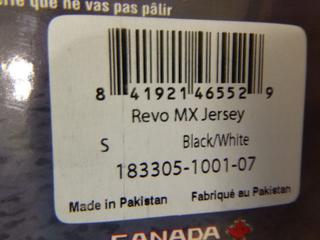 que ne vas pas pâlir
8 41921 46552 9
Revo MX Jersey
S Black/White
183305-1001-07
Made in Pakistan Fabriqué au Pakistan
CANADA